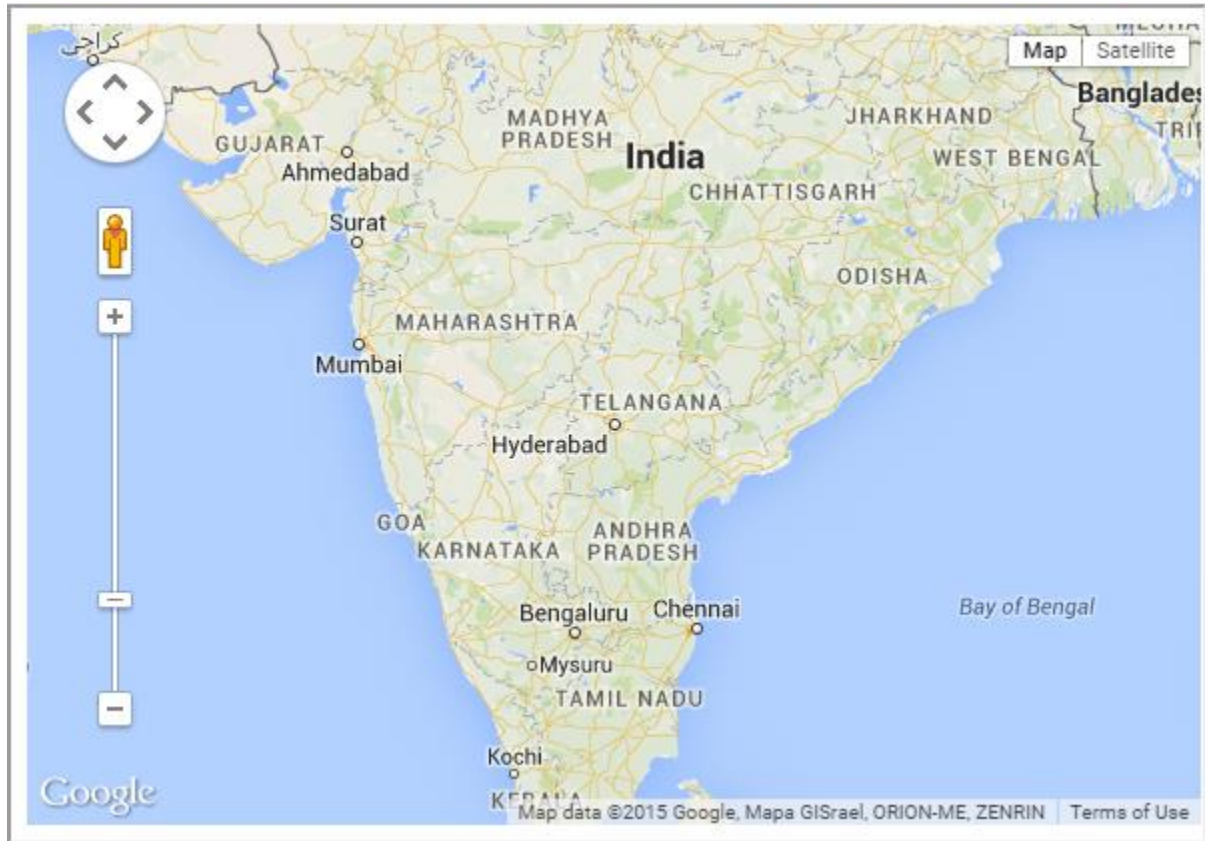 كراچى
Map
Satellite
MADHYA
PRADESH
India
JHARKHAND
GUJARAT
Ahmedabad
WEST BENGAL
CHHATTISGARH
Surat
ODISHA
MAHARASHTRA
Mumbai
TELANGANA
Hyderabad
GOA
KARNATAKA
ANDHRA
PRADESH
Bengaluru
Chennai
Bay of Bengal
Mysuru
TAMIL NADU
Kochi
KERALA
Google
Map data ©2015 Google, Mapa GISrael, ORION-ME, ZENRIN
Terms of Use